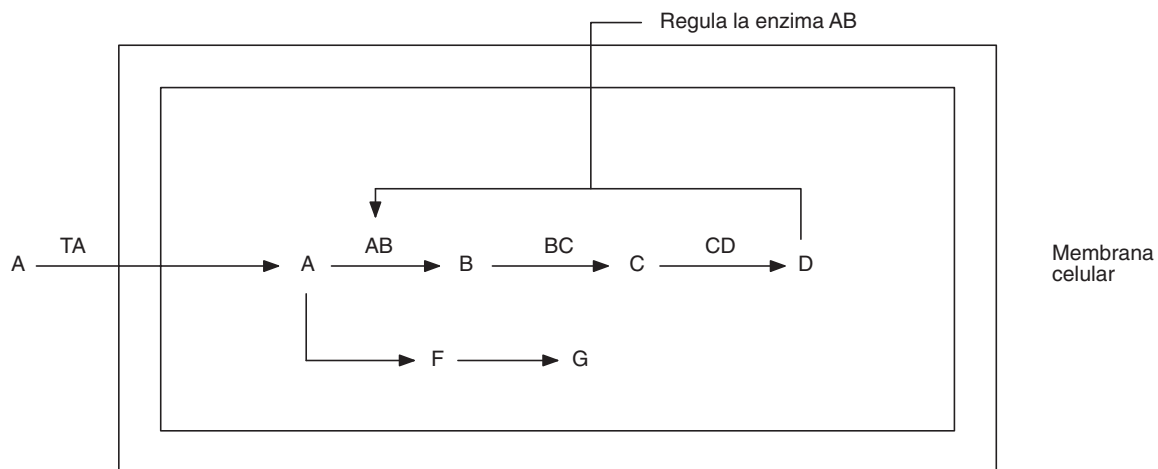 Regula la enzima AB
A TA A AB B BC C CD D
Membrana
celular
F G